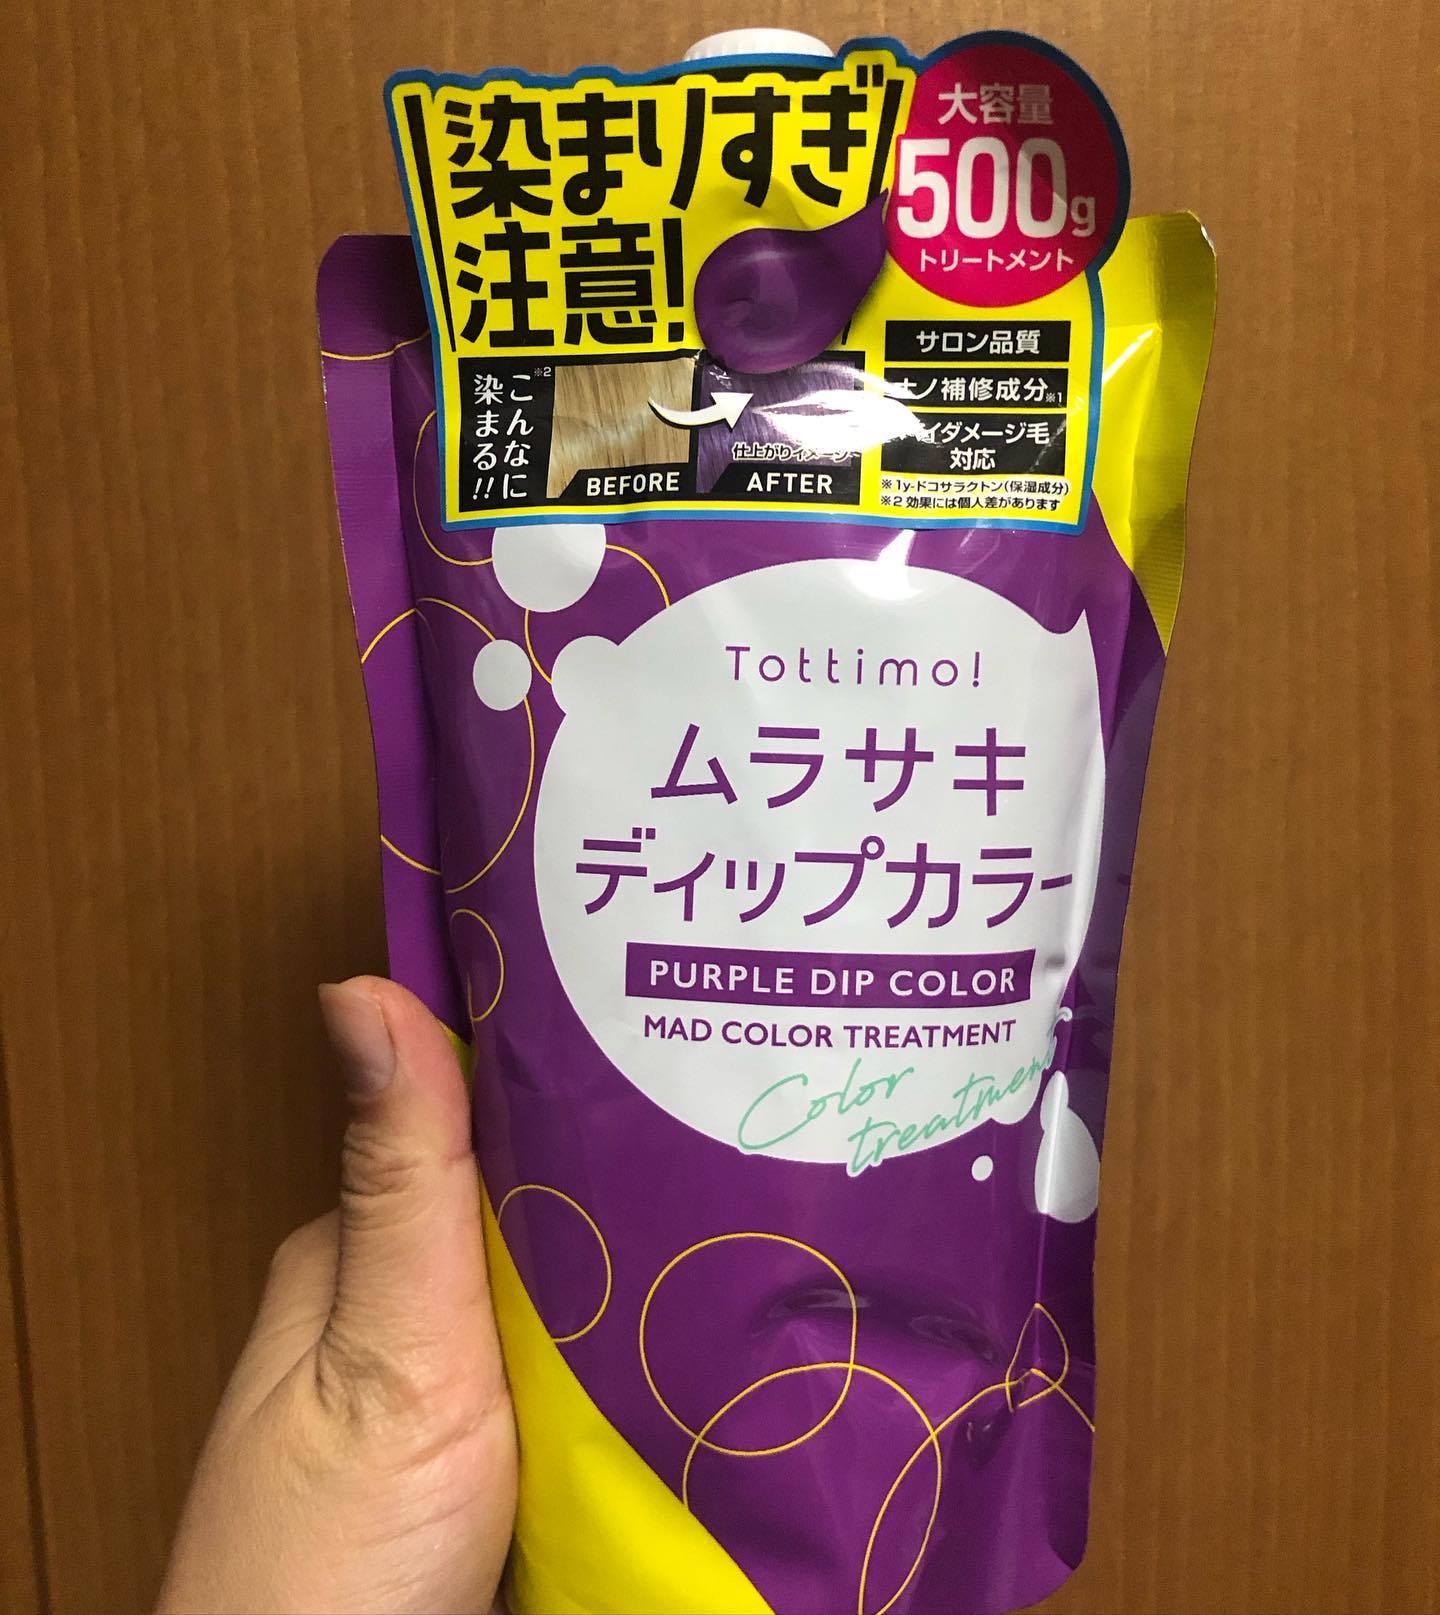 染まりすぎ
注意!
大容量
500g
トリートメント
こんなに※2
染まる!!
BEFORE
仕上がりイメージ
AFTER
サロン品質
ナノ補修成分※1
イダメージ毛
対応
※1γ-ドコサラクトン(保湿成分)
※2 効果には個人差があります
Tottimo!
ムラサキ
ディップカラー
PURPLE DIP COLOR
MAD COLOR TREATMENT
Color
treatment